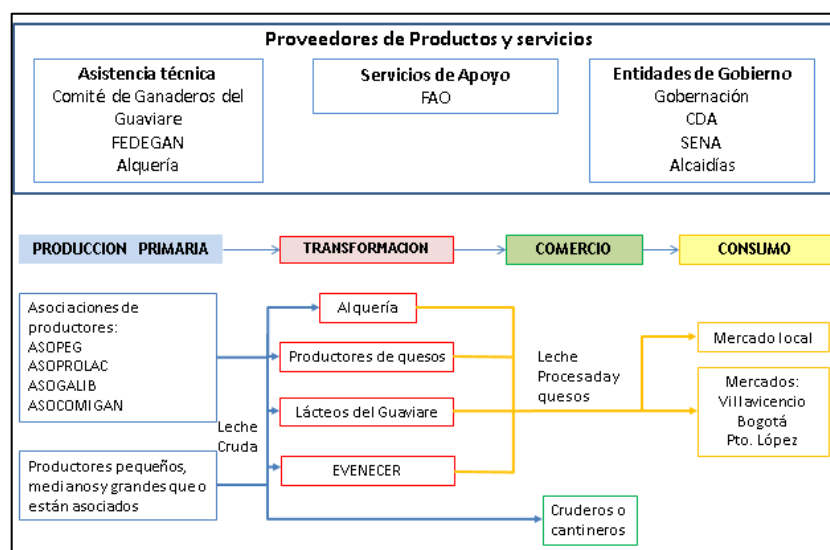 Proveedores de Productos y servicios
Asistencia técnica
Comité de Ganaderos del
Guaviare
FEDEGAN
Alquería
Servicios de Apoyo
FAO
Entidades de Gobierno
Gobernación
CDA
SENA
Alcaidías
PRODUCCION PRIMARIA
TRANSFORMACION
COMERCIO
CONSUMO
Asociaciones de
productores:
ASOPEG
ASOPROLAC
ASOGALIB
ASOCOMIGAN
Productores pequeños,
medianos y grandes que o
están asociados
Leche
Cruda
Alquería
Productores de quesos
Lácteos del Guaviare
EVENECER
Leche
Procesada y
quesos
Cruderos o
cantineros
Mercado local
Mercados:
Villavicencio
Bogotá
Pto. López